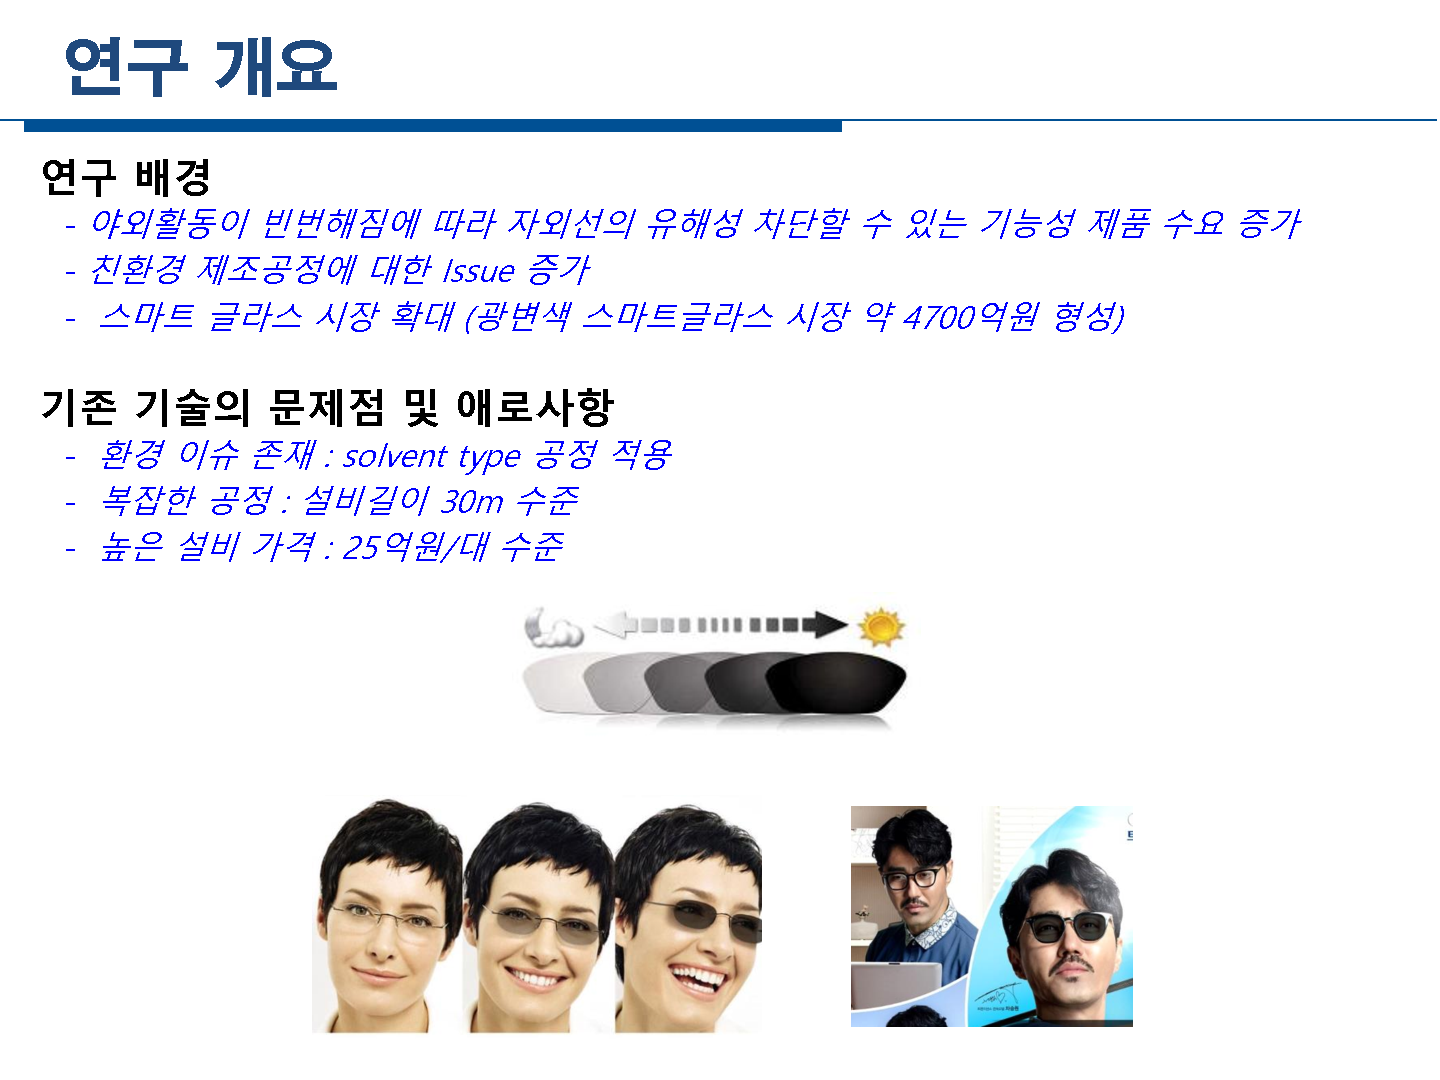 연구 개요
연구 배경
- 야외활동이 빈번해짐에 따라 자외선의 유해성 차단할 수 있는 기능성 제품 수요 증가
- 친환경 제조공정에 대한 Issue 증가
- 스마트 글라스 시장 확대 (광변색 스마트글라스 시장 약 4700억원 형성)
기존 기술의 문제점 및 애로사항
- 환경 이슈 존재 : solvent type 공정 적용
- 복잡한 공정 : 설비길이 30m 수준
- 높은 설비 가격 : 25억원/대 수준